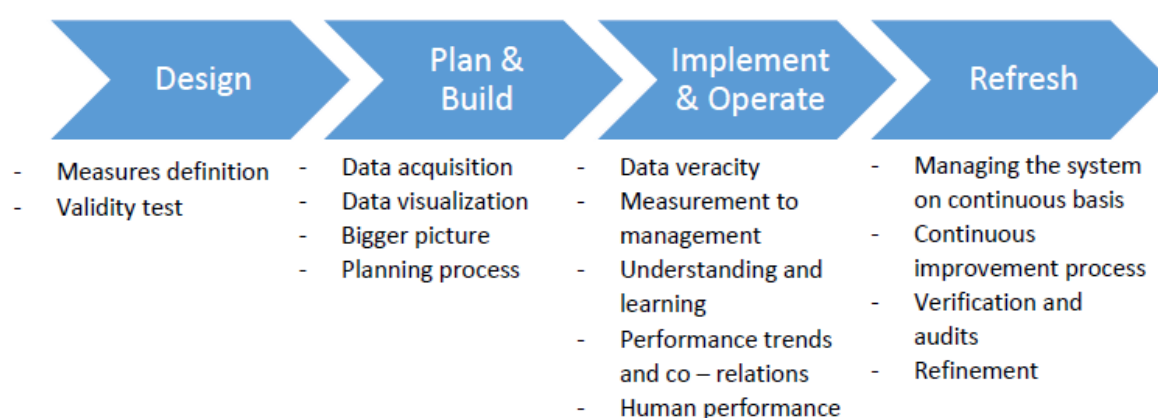 Design
Plan &
Build
Implement
& Operate
Refresh
- Measures definition
- Validity test
- Data acquisition
- Data visualization
- Bigger picture
- Planning process
- Data veracity
- Measurement to
management
- Understanding and
learning
- Performance trends
and co – relations
- Human performance
- Managing the system
on continuous basis
- Continuous
improvement process
- Verification and
audits
- Refinement